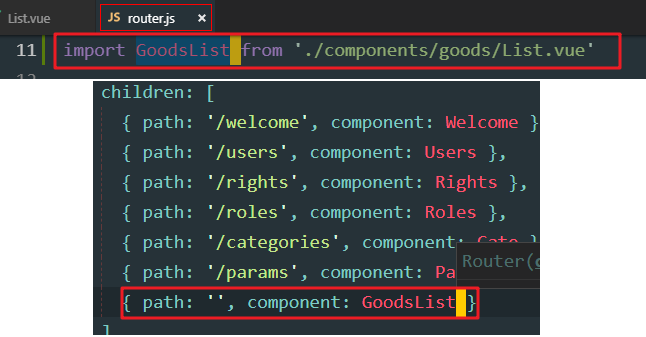 List.vue JS router.js ×
11 import GoodsList from './components/goods/List.vue'
children: [
{ path: '/welcome', component: Welcome }
{ path: '/users', component: Users },
{ path: '/rights', component: Rights },
{ path: '/roles', component: Roles },
{ path: '/categories', component: Cate }
{ path: '/params', component: Pa Router(
{ path: '', component: GoodsList }